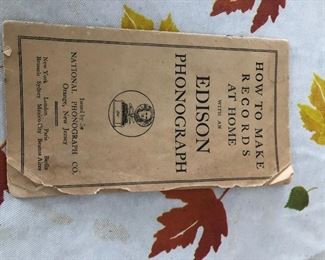 HOW TO MAKE
RECORDS
AT HOME
WITH AN
EDISON
PHONOGRAPH
Issued by
NATIONAL PHONOGRAPH CO.
Orange, New Jersey
New York London Paris Berlin
Brussels Sydney Mexico City Buenos Aires